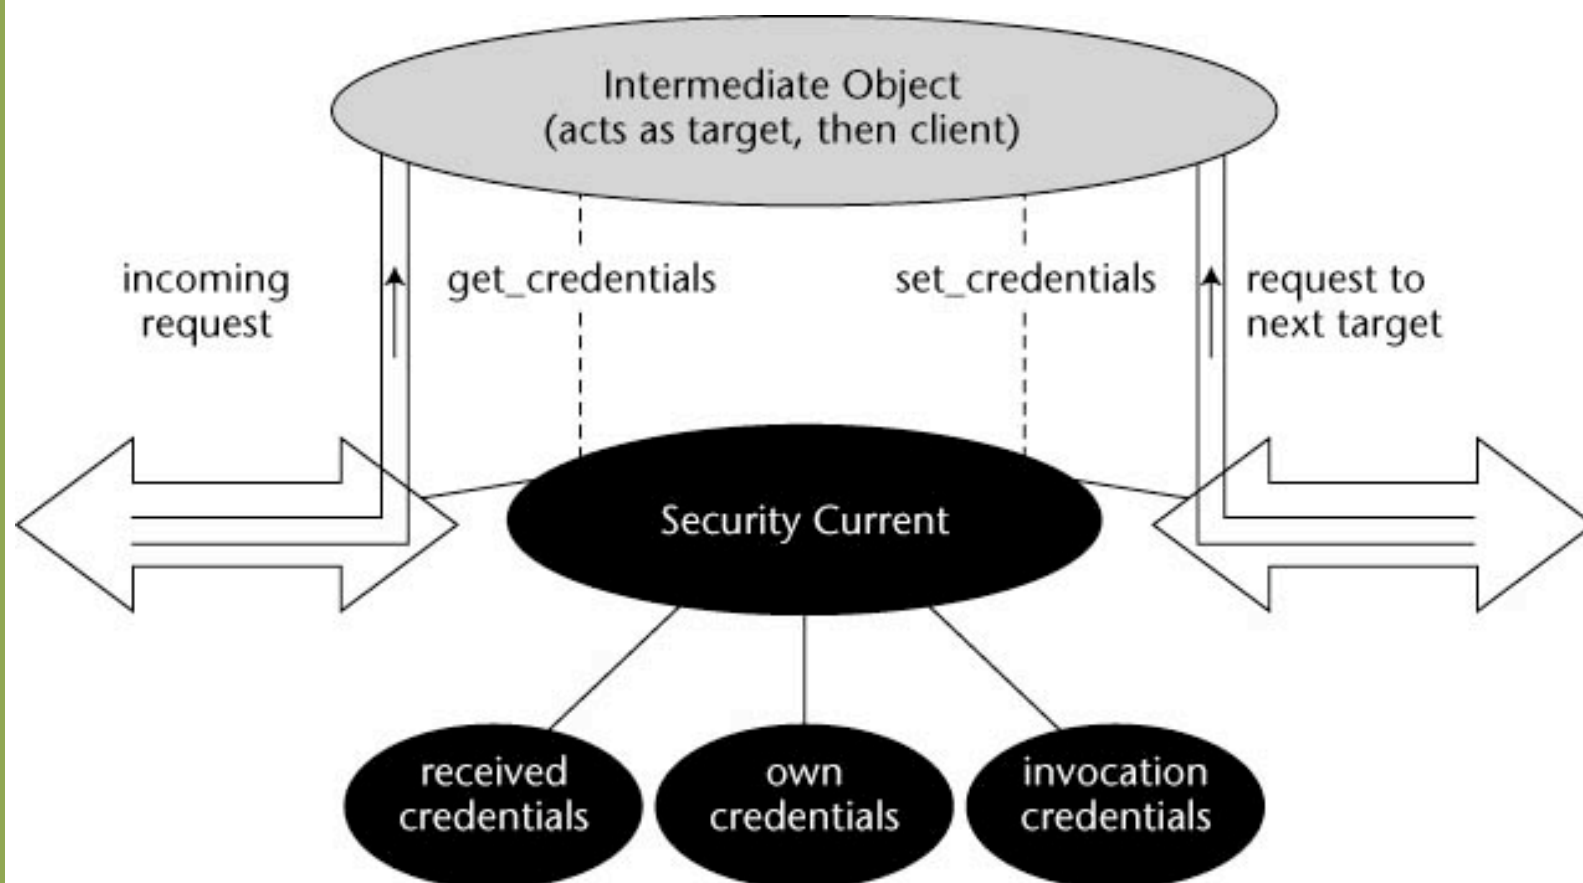 Intermediate Object
(acts as target, then client)
incoming
request
get_credentials
set_credentials
request to
next target
Security Current
received
credentials
own
credentials
invocation
credentials